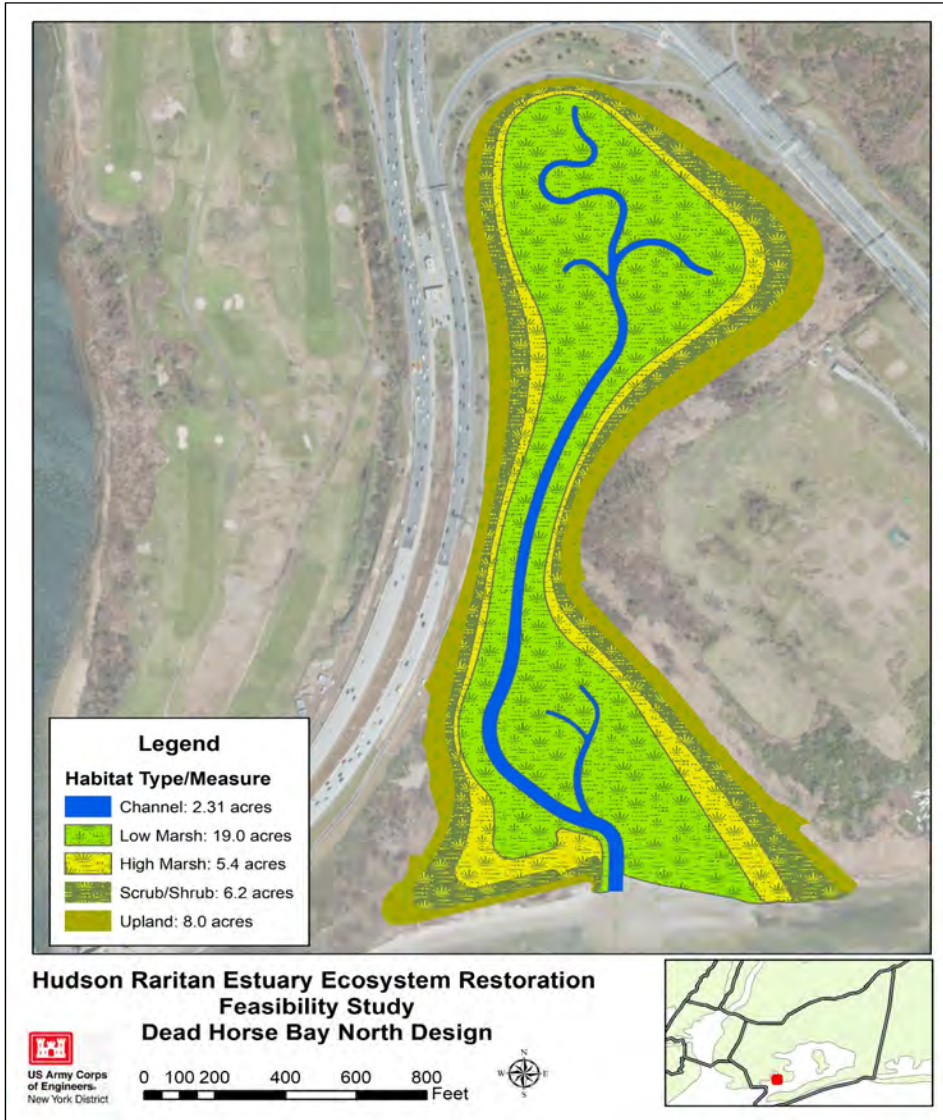 Legend
Habitat Type/Measure
Channel: 2.31 acres
Low Marsh: 19.0 acres
High Marsh: 5.4 acres
Scrub/Shrub: 6.2 acres
Upland: 8.0 acres
Hudson Raritan Estuary Ecosystem Restoration
Feasibility Study
Dead Horse Bay North Design
US Army Corps
of Engineers®
New York District
0 100 200 400 600 800
Feet
N
W E
S